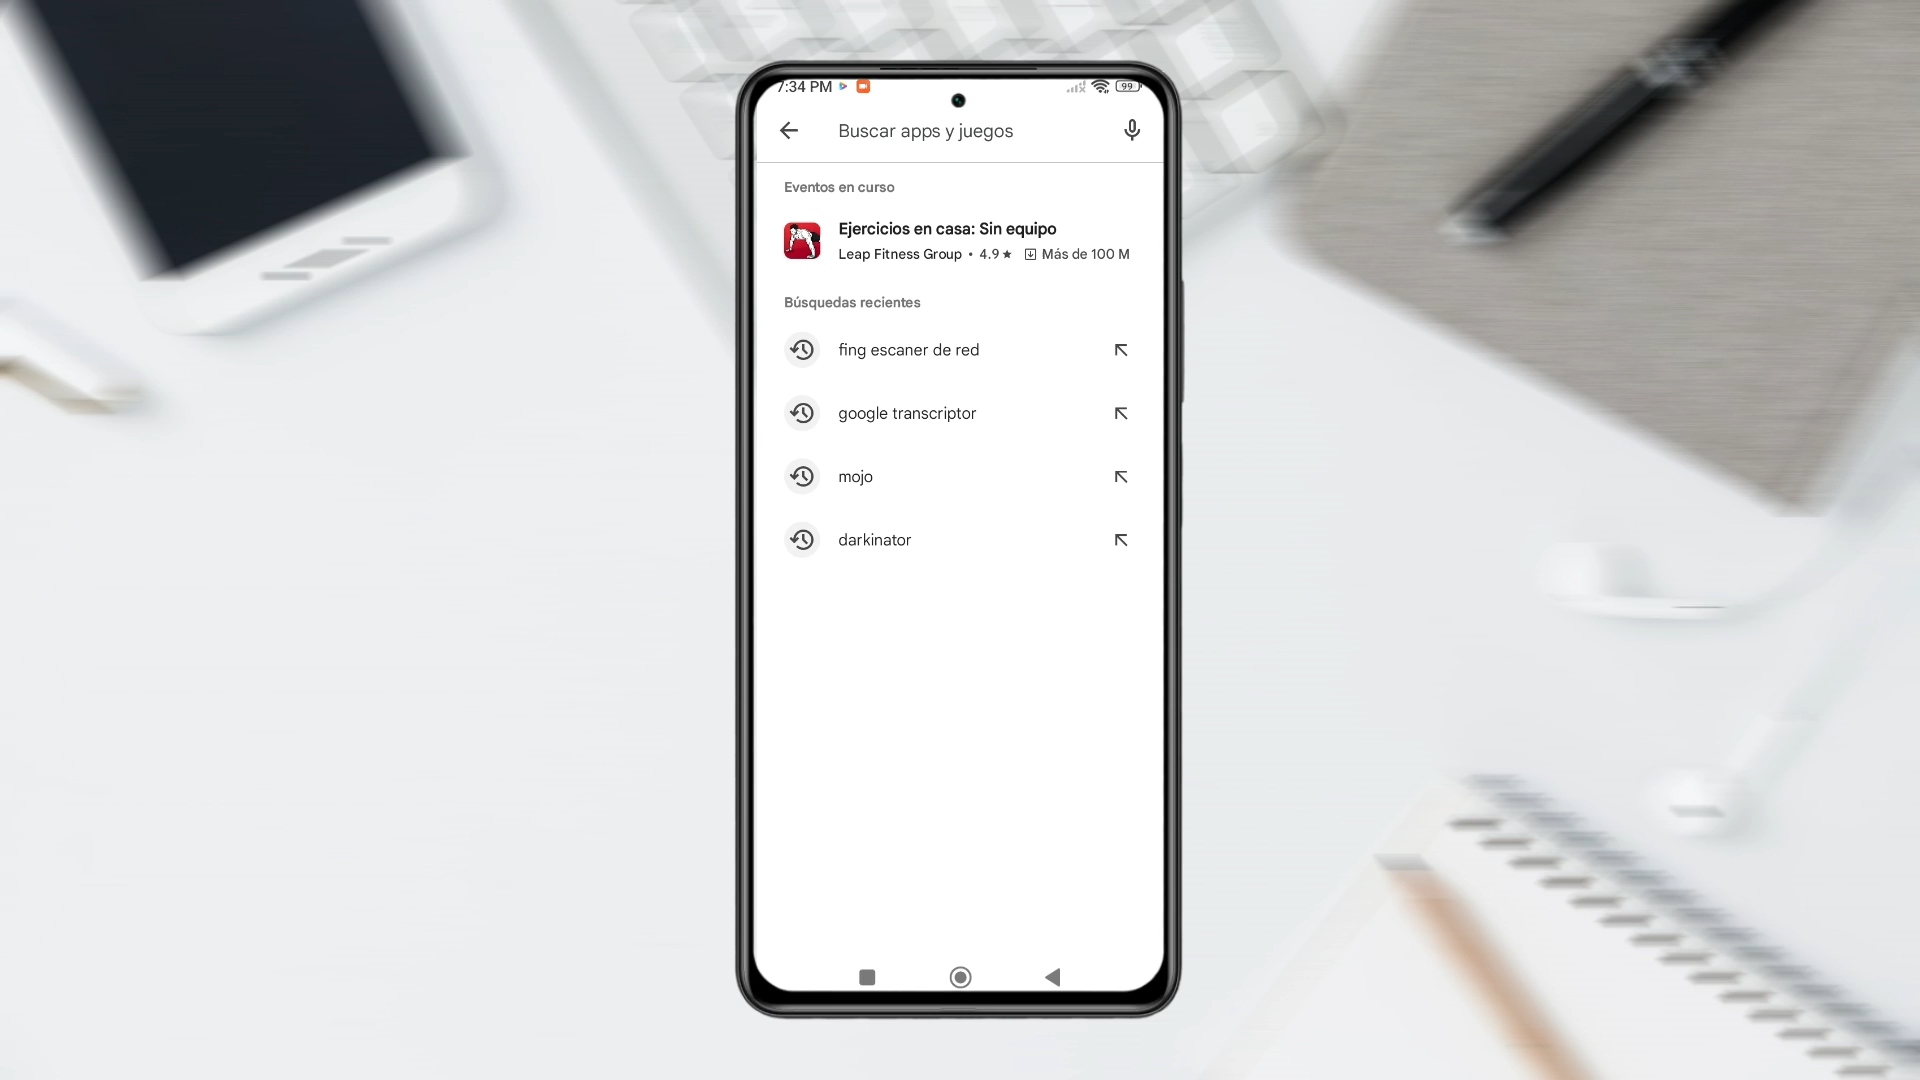 7:34 PM
99
Buscar apps y juegos
Eventos en curso
Ejercicios en casa: Sin equipo
Leap Fitness Group • 4.9★ Más de 100 M
Búsquedas recientes
fing escaner de red
google transcriptor
mojo
darkinator